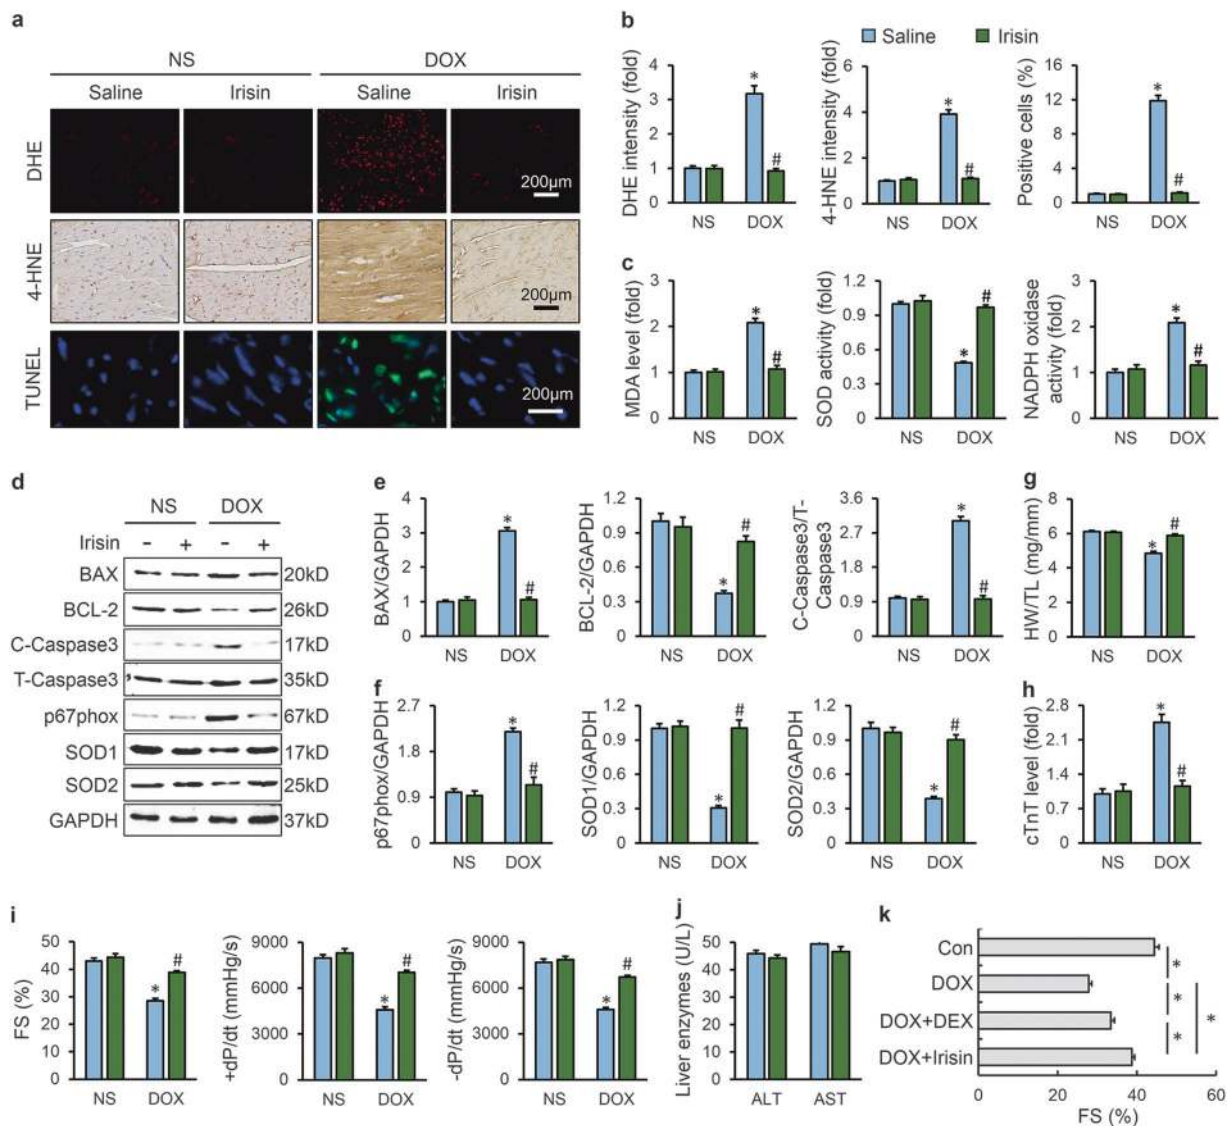 a
NS DOX
Saline Irisin Saline Irisin
DHE
200μm
4-HNE
200μm
TUNEL
200μm
b
Saline Irisin
DHE intensity (fold)
4
3
2
1
0
*
#
NS DOX
4-HNE intensity (fold)
6
4
2
0
*
#
NS DOX
Positive cells (%)
16
12
8
4
0
*
#
NS DOX
c
MDA level (fold)
3
2
1
0
*
#
NS DOX
SOD activity (fold)
1.2
0.9
0.6
0.3
0
*
#
NS DOX
NADPH oxidase
activity (fold)
3
2
1
0
*
#
NS DOX
d
NS DOX
Irisin - + - +
BAX 20kD
BCL-2 26kD
C-Caspase3 17kD
T-Caspase3 35kD
p67phox 67kD
SOD1 17kD
SOD2 25kD
GAPDH 37kD
e
BAX/GAPDH
4
3
2
1
0
*
#
NS DOX
BCL-2/GAPDH
1.2
0.9
0.6
0.3
0
*
#
NS DOX
C-Caspase3/T-
Caspase3
3.6
2.7
1.8
0.9
0
*
#
NS DOX
f
p67phox/GAPDH
2.7
1.8
0.9
0
*
#
NS DOX
SOD1/GAPDH
1.2
0.9
0.6
0.3
0
*
#
NS DOX
SOD2/GAPDH
1.2
0.9
0.6
0.3
0
*
#
NS DOX
g
HW/TL (mg/mm)
8
6
4
2
0
*
#
NS DOX
h
cTnT level (fold)
2.8
2.1
1.4
0.7
0
*
#
NS DOX
i
FS (%)
50
40
30
20
10
0
*
#
NS DOX
+dP/dt (mmHg/s)
9000
6000
3000
0
*
#
NS DOX
-dP/dt (mmHg/s)
9000
6000
3000
0
*
#
NS DOX
j
Liver enzymes (U/L)
50
40
30
20
10
0
ALT AST
k
Con
DOX
DOX+DEX
DOX+Irisin
*
*
*
*
0 20 40 60
FS (%)